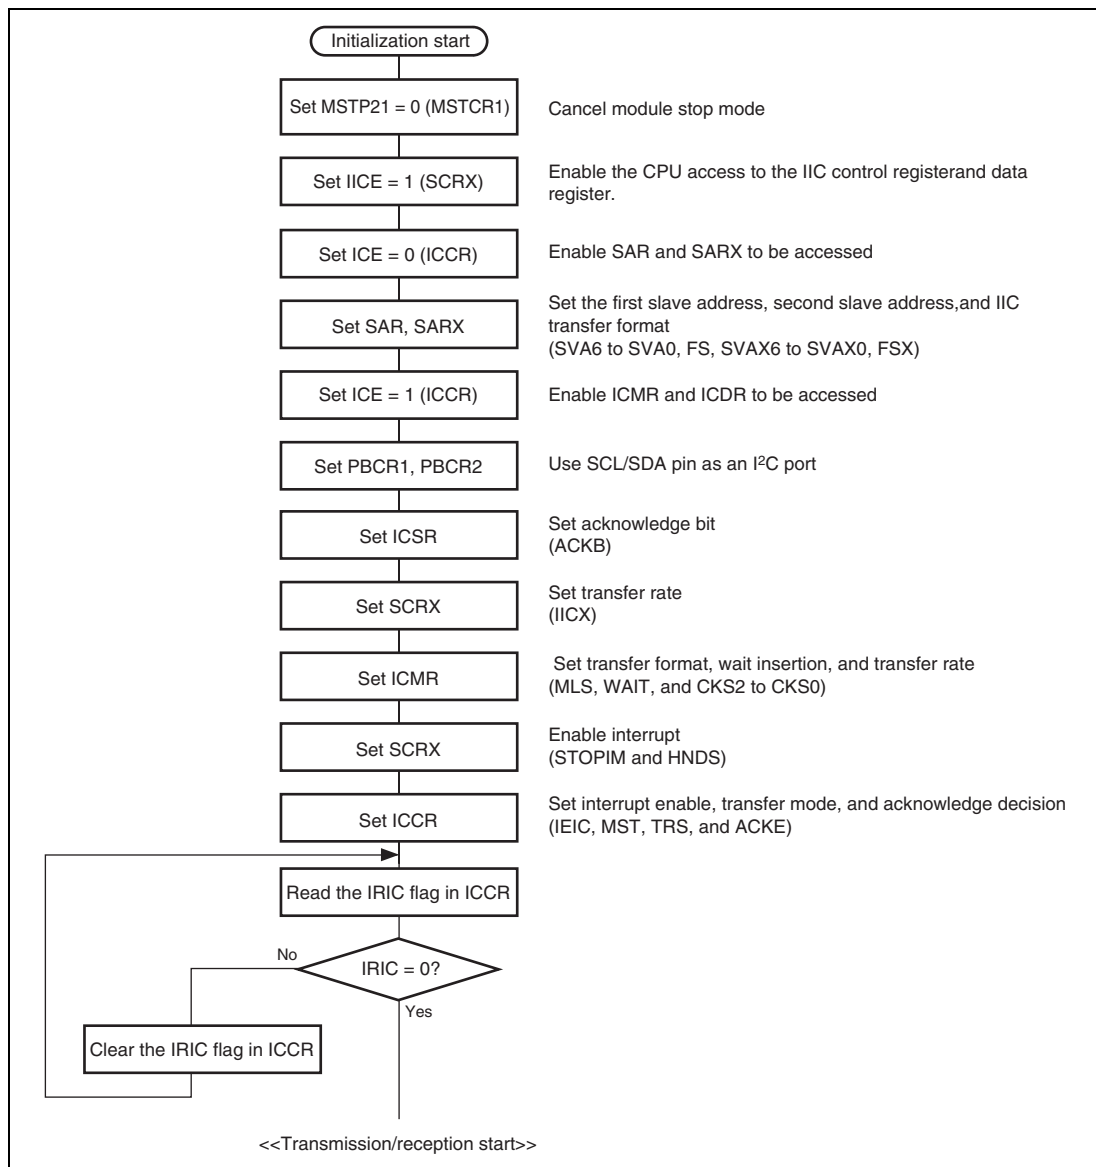 Initialization start
Set MSTP21 = 0 (MSTCR1)
Cancel module stop mode
Set IICE = 1 (SCRX)
Enable the CPU access to the IIC control registerand data
register.
Set ICE = 0 (ICCR)
Enable SAR and SARX to be accessed
Set SAR, SARX
Set the first slave address, second slave address,and IIC
transfer format
(SVA6 to SVA0, FS, SVAX6 to SVAX0, FSX)
Set ICE = 1 (ICCR)
Enable ICMR and ICDR to be accessed
Set PBCR1, PBCR2
Use SCL/SDA pin as an I²C port
Set ICSR
Set acknowledge bit
(ACKB)
Set SCRX
Set transfer rate
(IICX)
Set ICMR
Set transfer format, wait insertion, and transfer rate
(MLS, WAIT, and CKS2 to CKS0)
Set SCRX
Enable interrupt
(STOPIM and HNDS)
Set ICCR
Set interrupt enable, transfer mode, and acknowledge decision
(IEIC, MST, TRS, and ACKE)
Read the IRIC flag in ICCR
No
IRIC = 0?
Yes
Clear the IRIC flag in ICCR
<<Transmission/reception start>>